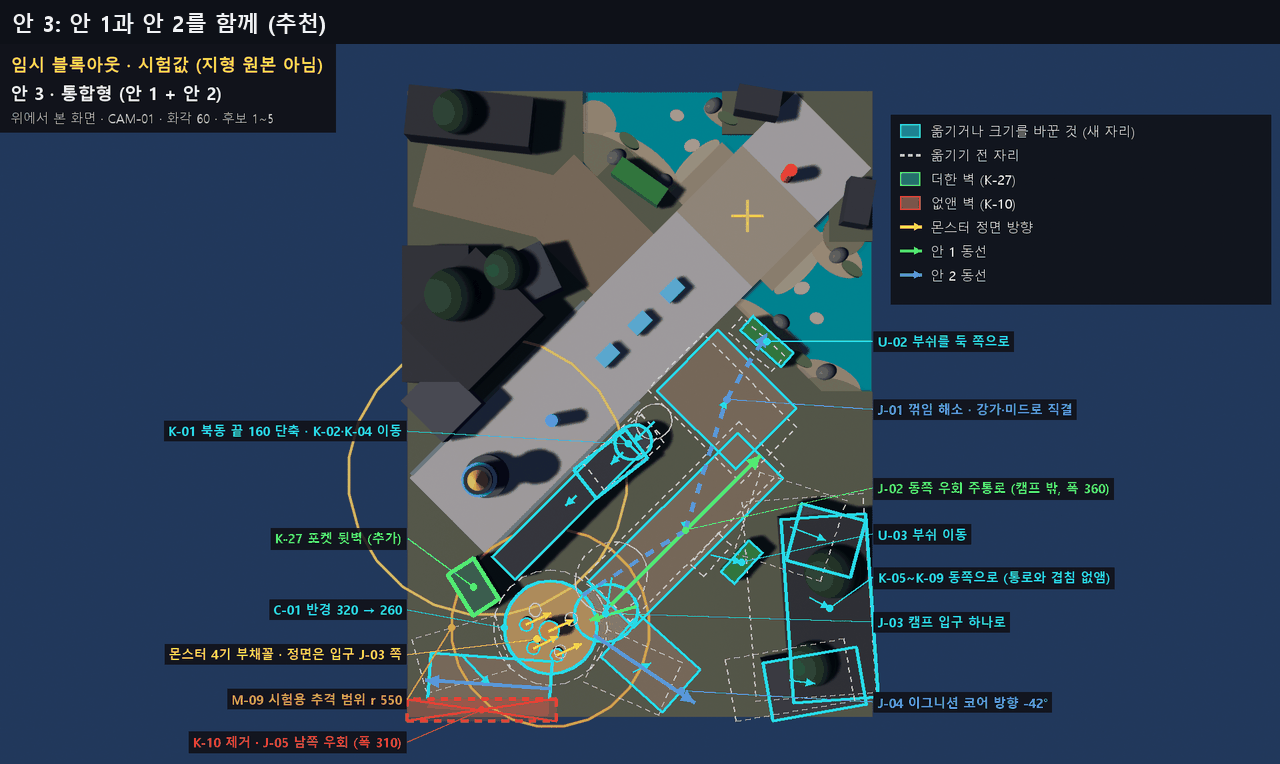 안 3: 안 1과 안 2를 함께 (추천)
임시 블록아웃 · 시험값 (지형 원본 아님)
안 3 · 통합형 (안 1 + 안 2)
위에서 본 화면 · CAM-01 · 화각 60 · 후보 1~5
옮기거나 크기를 바꾼 것 (새 자리)
옮기기 전 자리
더한 벽 (K-27)
없앤 벽 (K-10)
몬스터 정면 방향
안 1 동선
안 2 동선
U-02 부쉬를 둑 쪽으로
J-01 꺾임 해소 · 강가·미드로 직결
K-01 북동 끝 160 단축 · K-02·K-04 이동
J-02 동쪽 우회 주통로 (캠프 밖, 폭 360)
U-03 부쉬 이동
K-27 포켓 뒷벽 (추가)
K-05~K-09 동쪽으로 (통로와 겹침 없앰)
C-01 반경 320 → 260
J-03 캠프 입구 하나로
몬스터 4기 부채꼴 · 정면은 입구 J-03 쪽
M-09 시험용 추격 범위 r 550
J-04 이그니션 코어 방향 -42°
K-10 제거 · J-05 남쪽 우회 (폭 310)